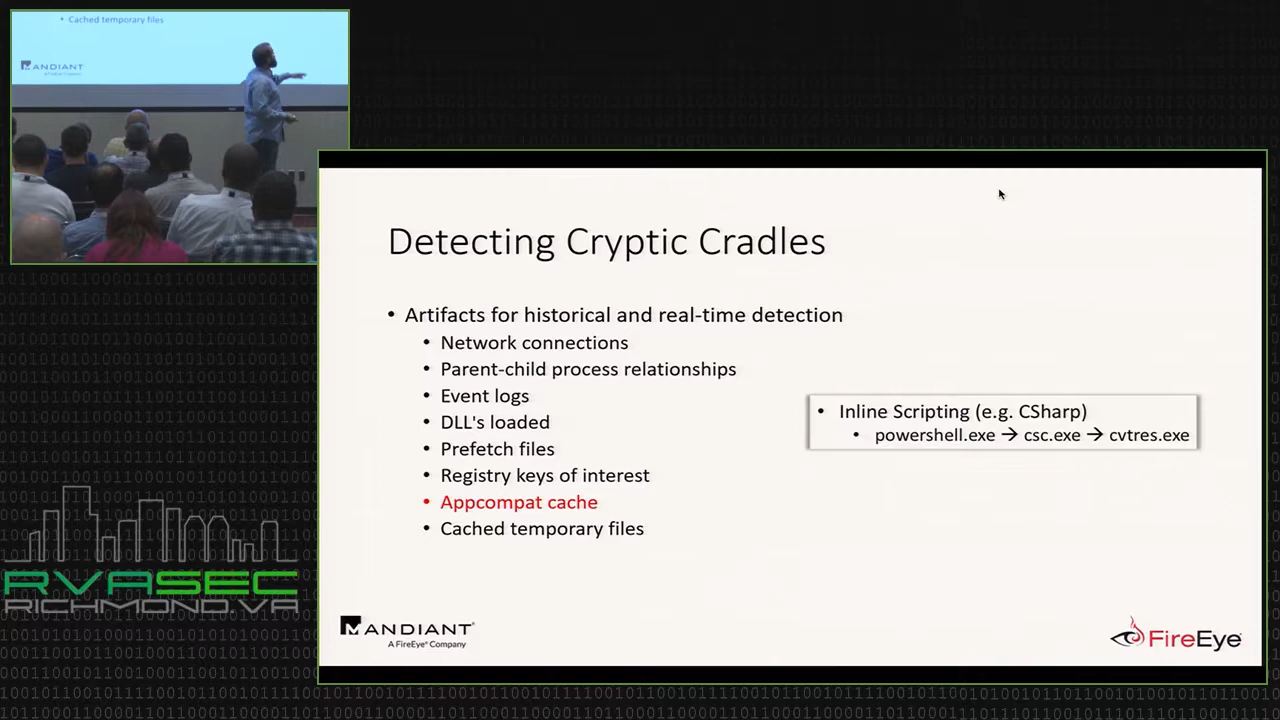 • Cached temporary files
MANDIANT
A FireEye Company
Detecting Cryptic Cradles
• Artifacts for historical and real-time detection
• Network connections
• Parent-child process relationships
• Event logs
• DLL's loaded
• Prefetch files
• Registry keys of interest
• Appcompat cache
• Cached temporary files
• Inline Scripting (e.g. CSharp)
• powershell.exe → csc.exe → cvtres.exe
RVASEC
RICHMOND.VA
MANDIANT®
A FireEye® Company
FireEye